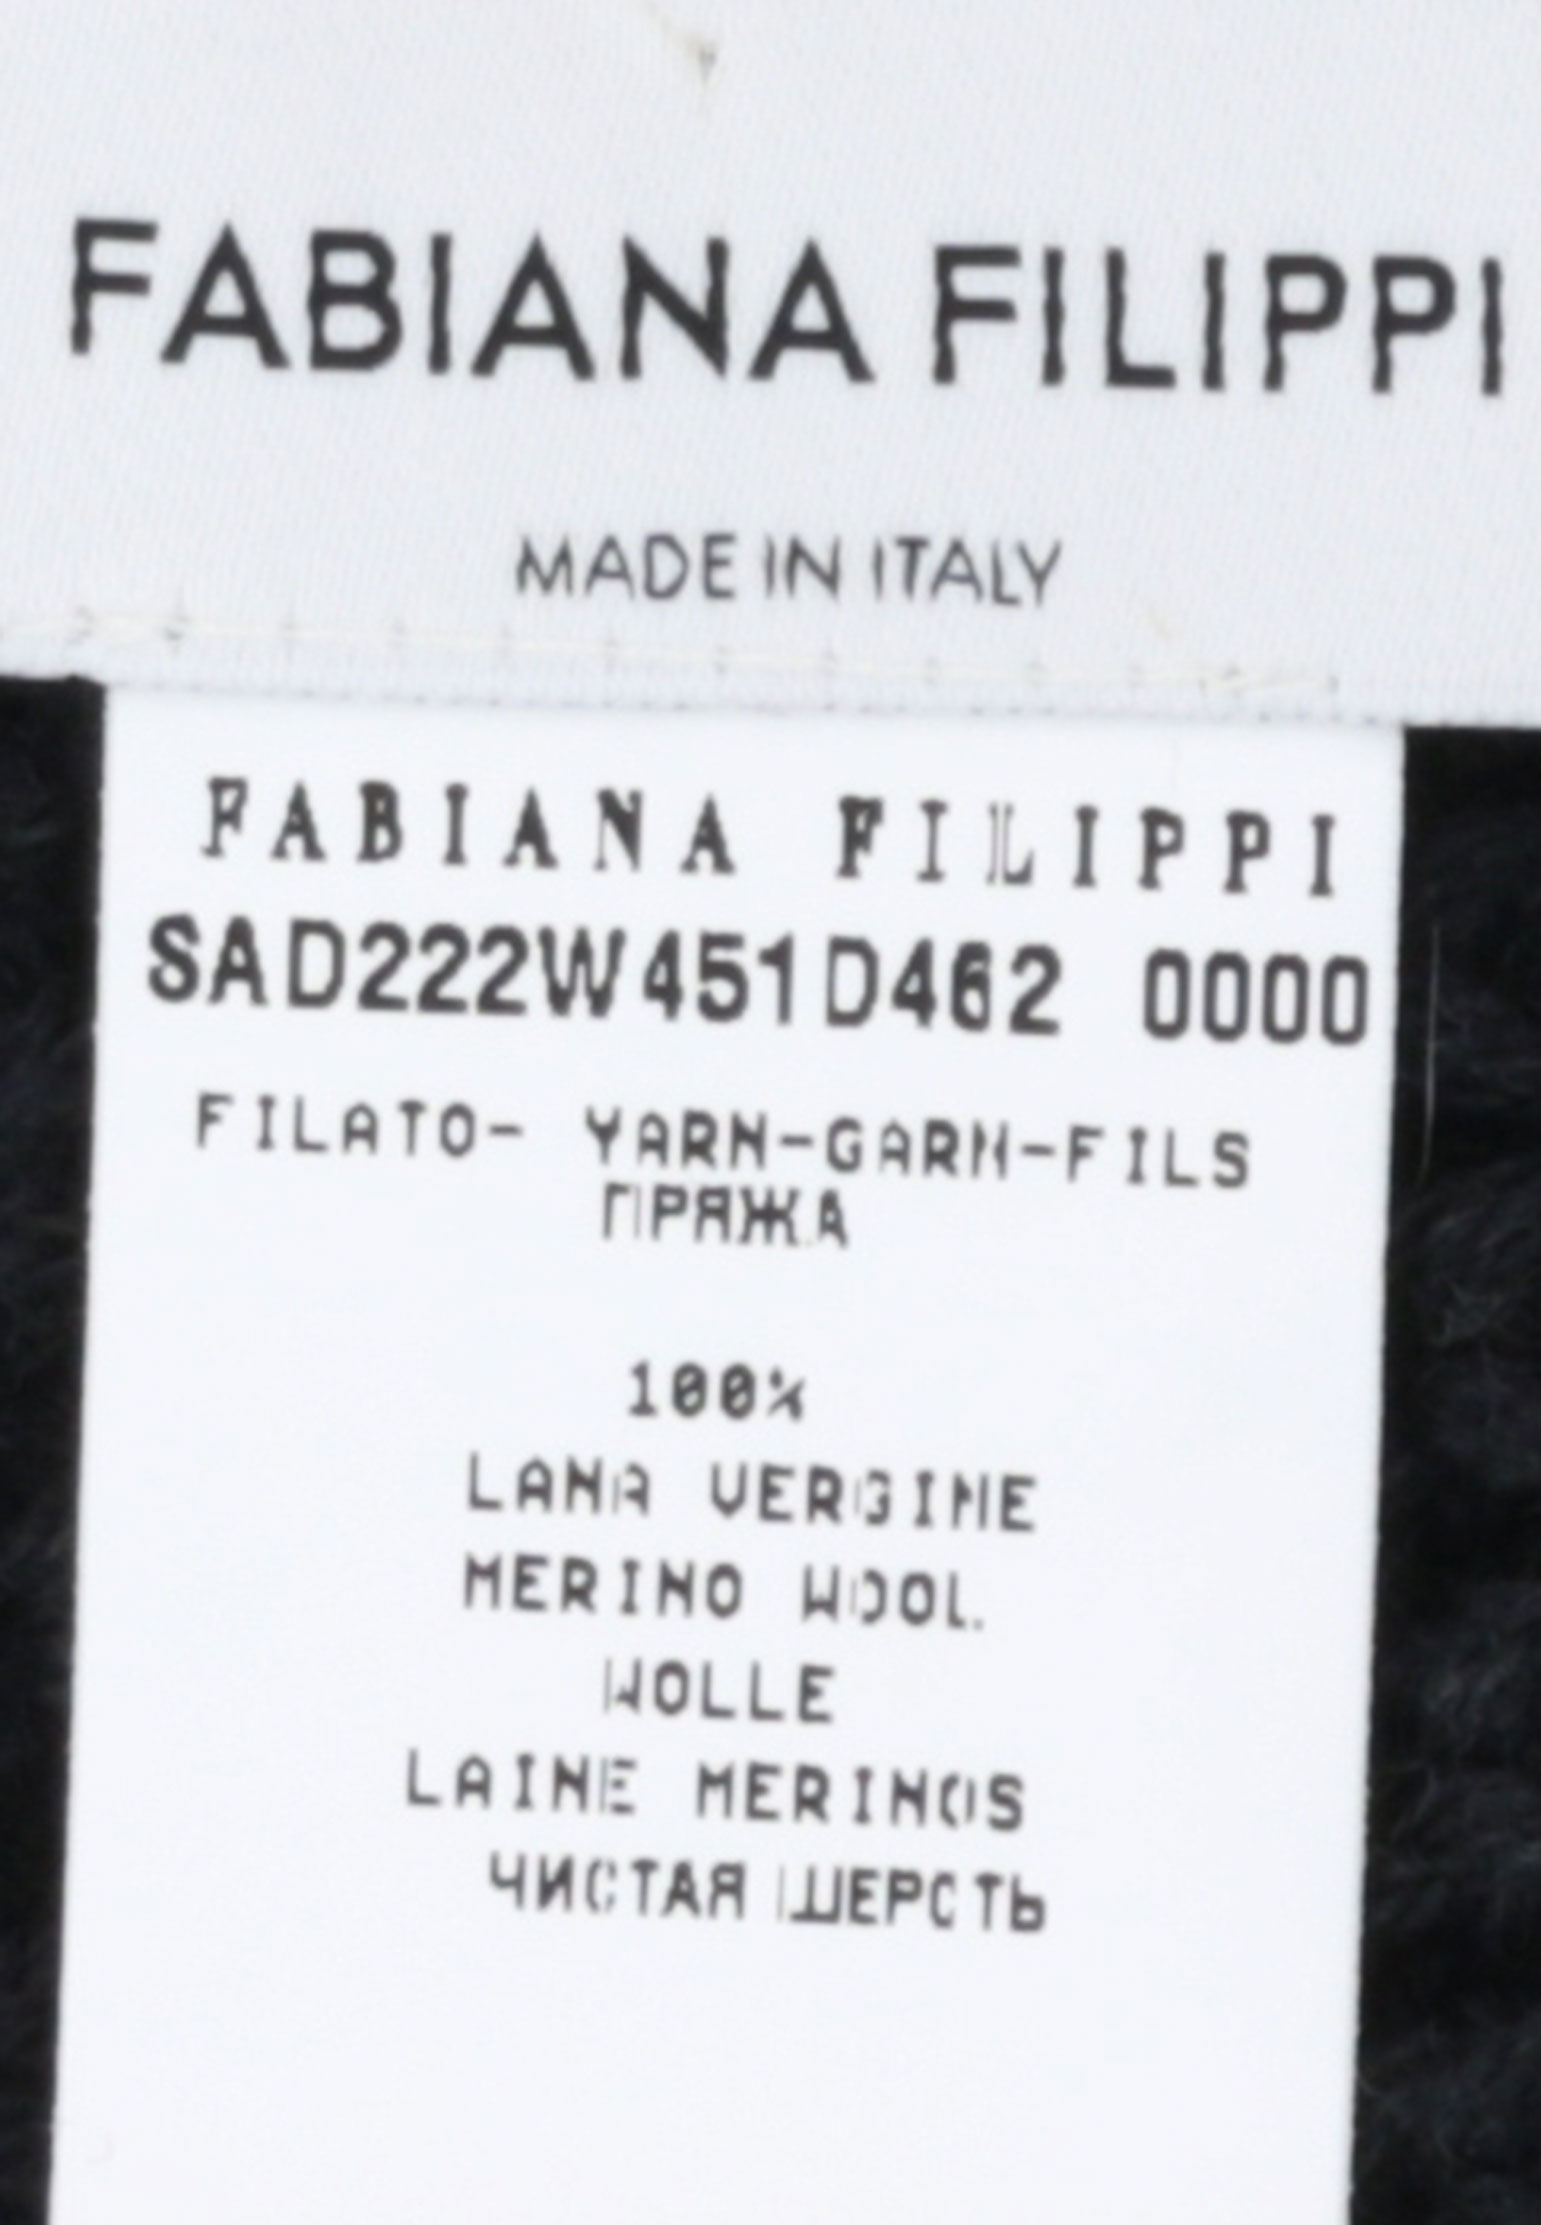 FABIANA FILIPPI
MADE IN ITALY
FABIANA FILIPPI
SAD222W451D462 0000
FILATO- YARN-GARN-FILS
ПРЯЖА
100%
LANA VERGINE
MERINO WOOL.
WOLLE
LAINE MERINOS
ЧИСТАЯ ШЕРСТЬ